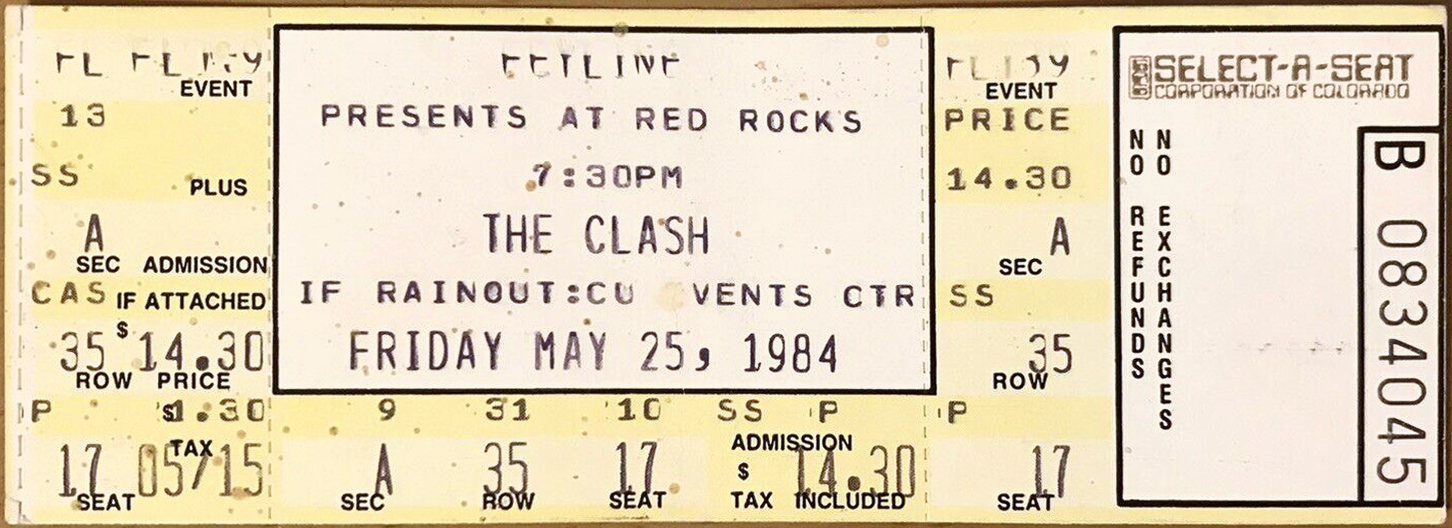 EVENT
13
SS PLUS
A
SEC ADMISSION
CAS IF ATTACHED
$
35 14.30
ROW PRICE
P $1.30
TAX
17 05/15
SEAT
PRESENTS AT RED ROCKS
7:30PM
THE CLASH
IF RAINOUT:CU VENTS CTR
FRIDAY MAY 25, 1984
9 31 10 SS P
ADMISSION
A 35 17 $ 14.30
SEC ROW SEAT TAX INCLUDED
EVENT
PRICE
14.30
A
SEC
SS
35
ROW
P
17
SEAT
SELECT-A-SEAT
CORPORATION OF COLORADO
NO REFUNDS
NO EXCHANGES
B 0834045